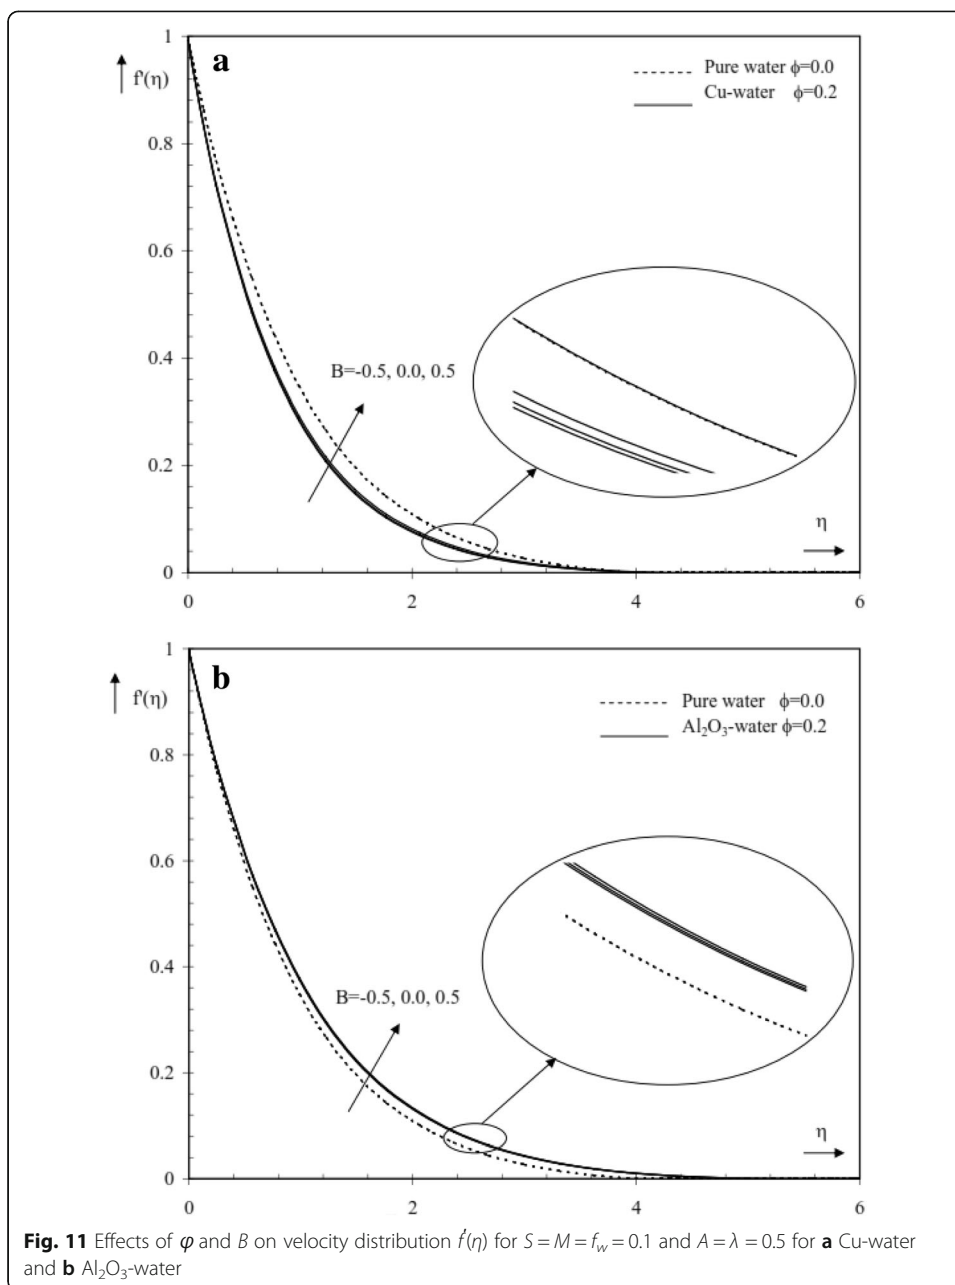 a
f'(η)
Pure water ϕ=0.0
Cu-water ϕ=0.2
B=-0.5, 0.0, 0.5
η
1
0.8
0.6
0.4
0.2
0
0 2 4 6
b
f'(η)
Pure water ϕ=0.0
Al₂O₃-water ϕ=0.2
B=-0.5, 0.0, 0.5
η
1
0.8
0.6
0.4
0.2
0
0 2 4 6
Fig. 11 Effects of φ and B on velocity distribution f′(η) for S = M = f_w = 0.1 and A = λ = 0.5 for a Cu-water
and b Al₂O₃-water